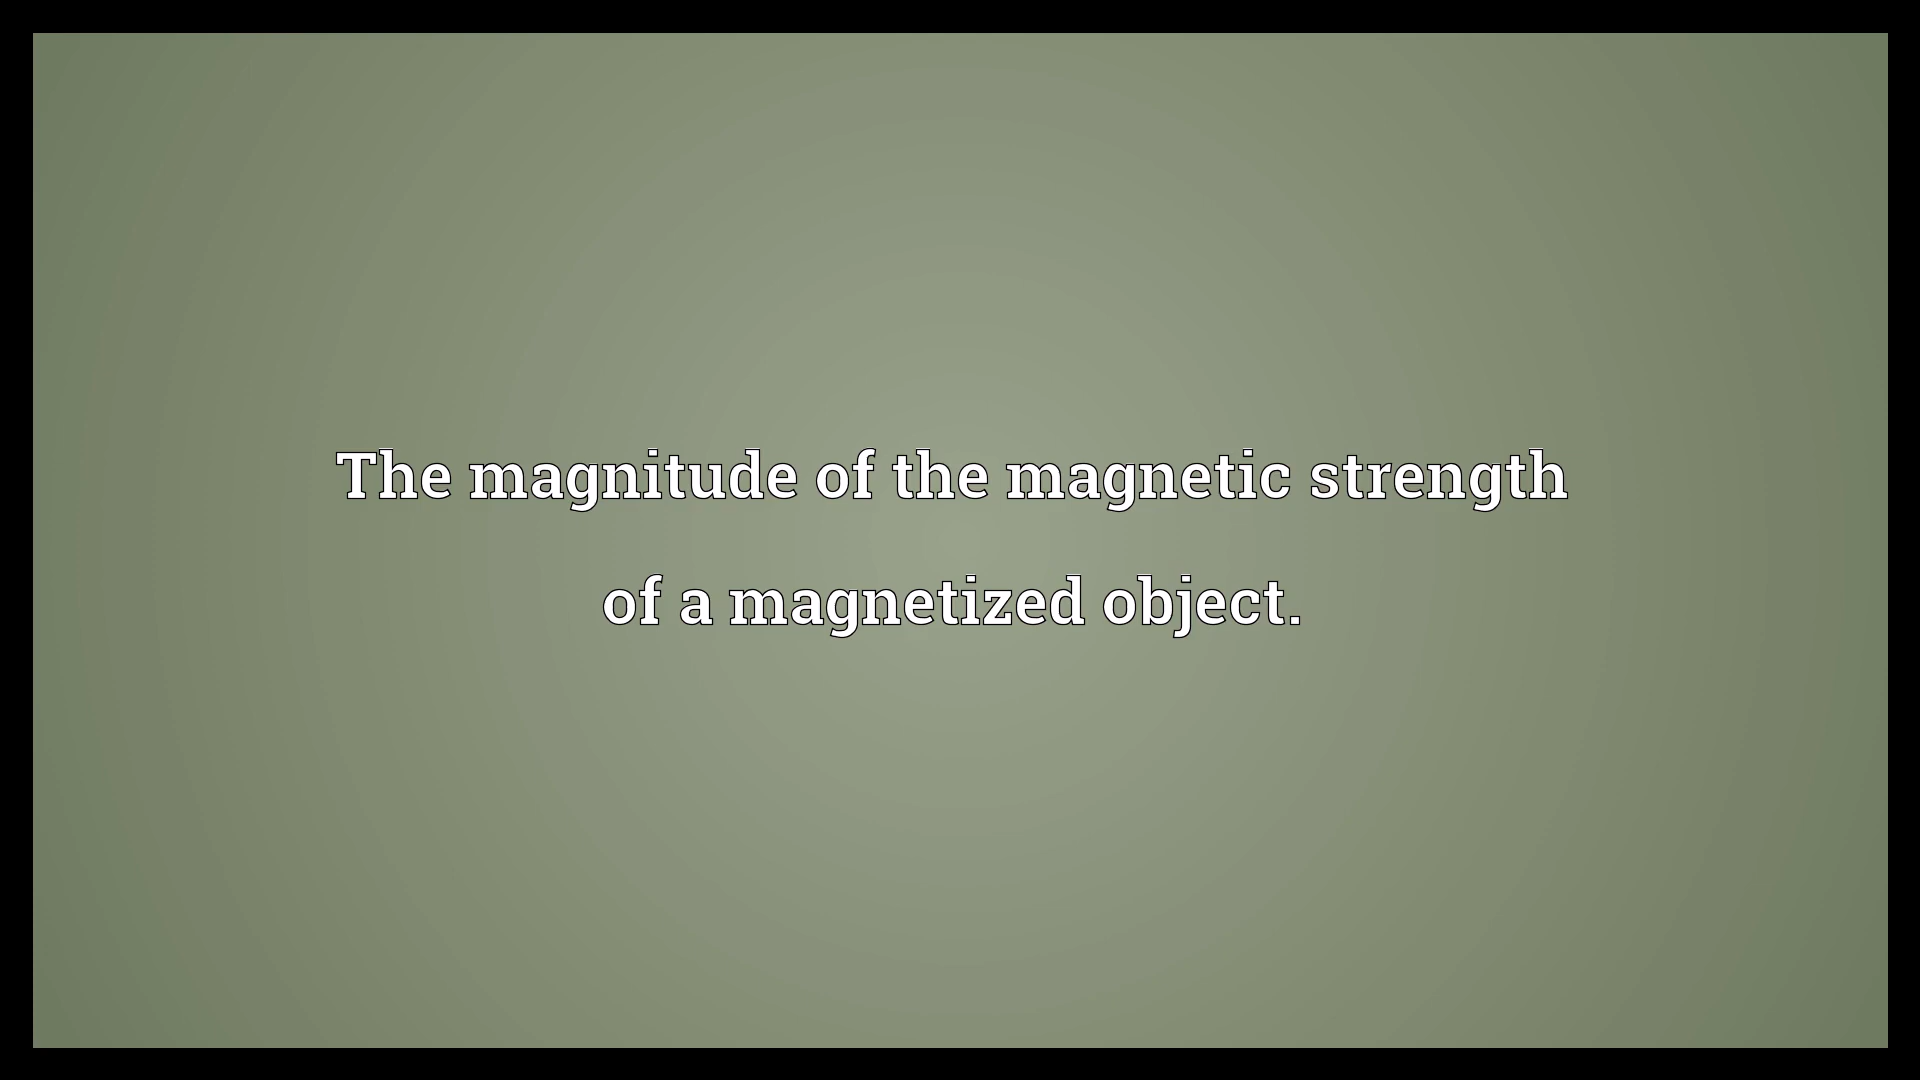 The magnitude of the magnetic strength
of a magnetized object.